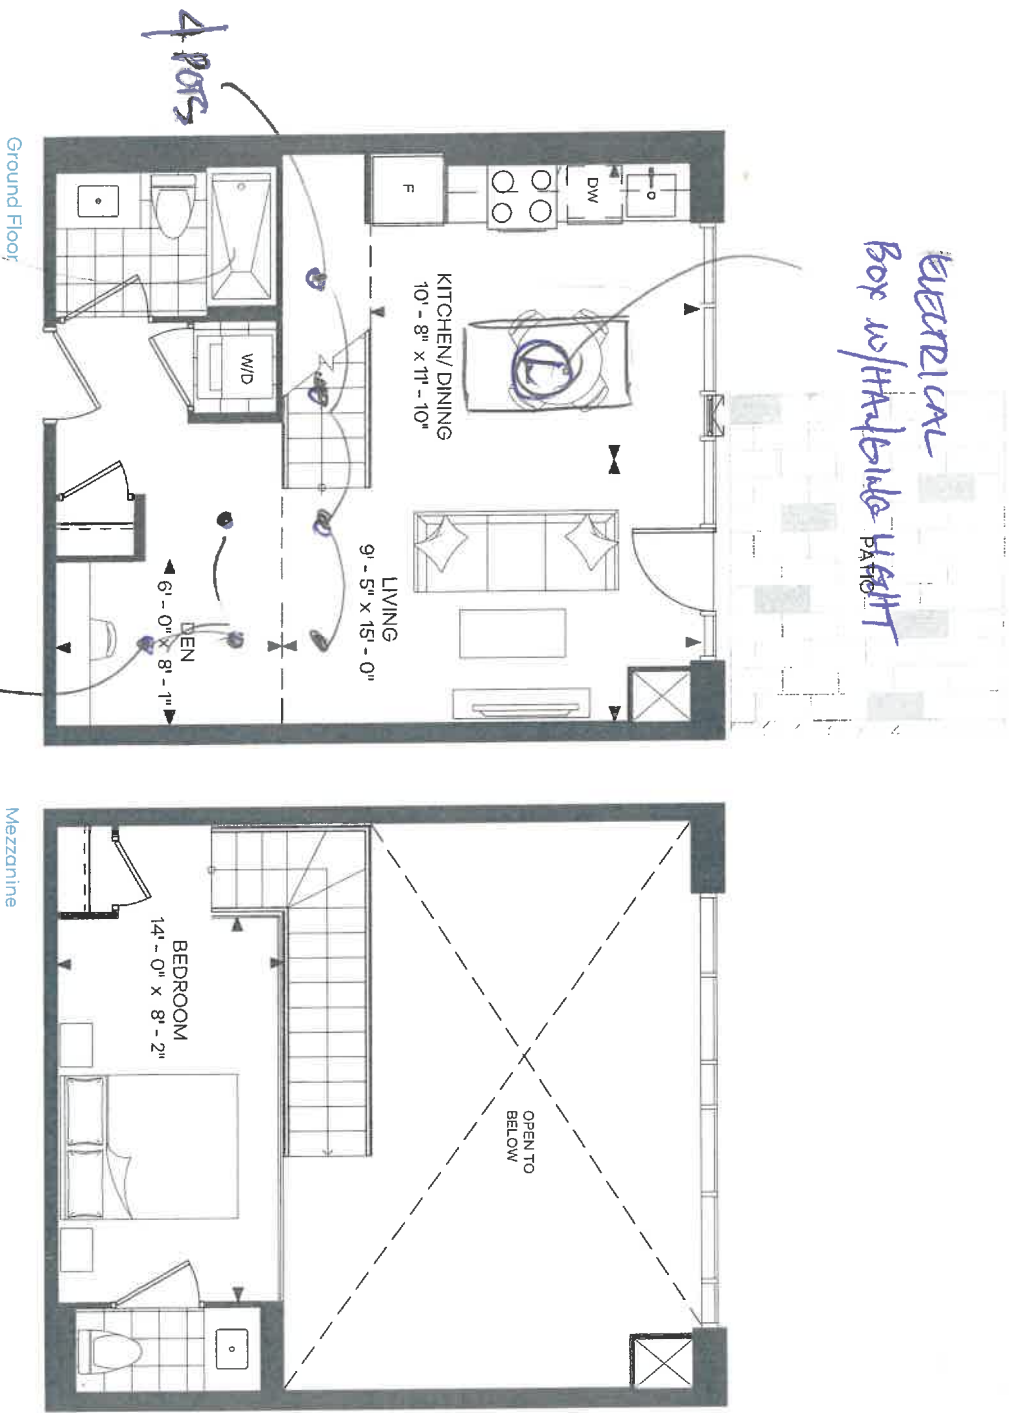 4 POTS
ELECTRICAL
BOX W/HANGING LIGHT
PATIO
F
DW
KITCHEN/ DINING
10' - 8" x 11' - 10"
W/D
LIVING
9' - 5" x 15' - 0"
DEN
6' - 0" x 8' - 1"
Ground Floor
BEDROOM
14' - 0" x 8' - 2"
OPEN TO
BELOW
Mezzanine